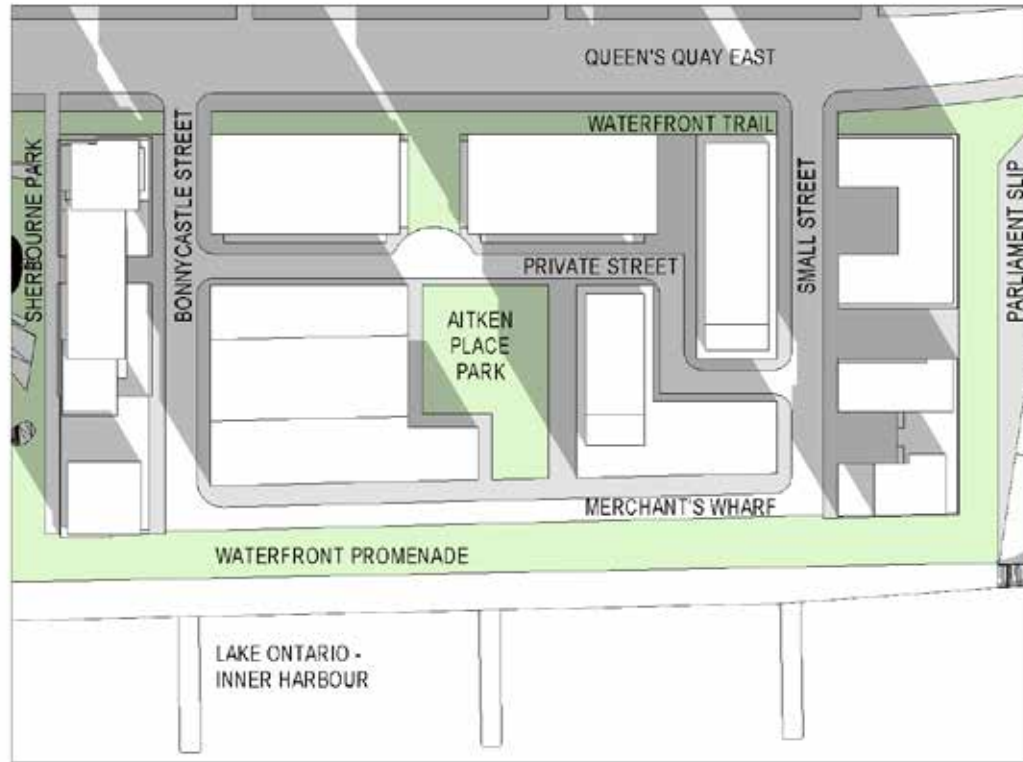 QUEEN'S QUAY EAST
WATERFRONT TRAIL
SHERBOURNE PARK
BONNYCASTLE STREET
SMALL STREET
PARLIAMENT SLIP
PRIVATE STREET
AITKEN
PLACE
PARK
MERCHANT'S WHARF
WATERFRONT PROMENADE
LAKE ONTARIO -
INNER HARBOUR